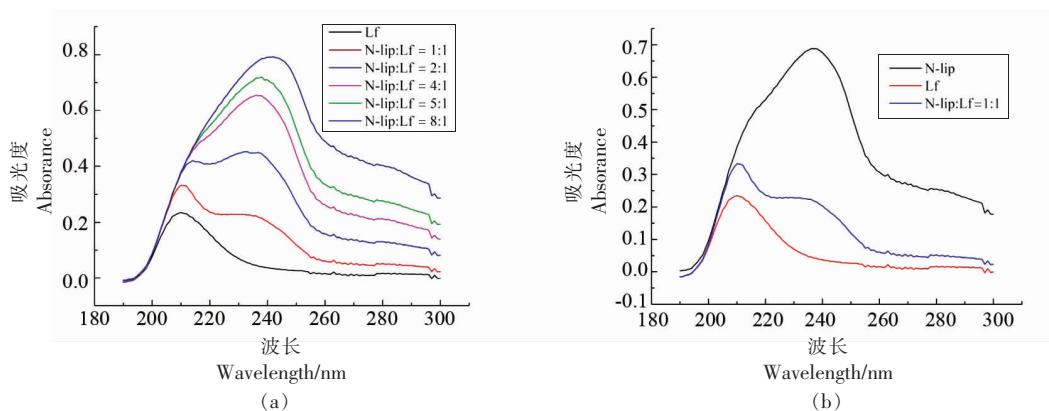 0.8
0.6
0.4
0.2
0.0
吸光度
Absorance
Lf
N-lip:Lf = 1:1
N-lip:Lf = 2:1
N-lip:Lf = 4:1
N-lip:Lf = 5:1
N-lip:Lf = 8:1
180 200 220 240 260 280 300
波长
Wavelength/nm
(a)
0.7
0.6
0.5
0.4
0.3
0.2
0.1
0.0
-0.1
吸光度
Absorance
N-lip
Lf
N-lip:Lf=1:1
180 200 220 240 260 280 300
波长
Wavelength/nm
(b)